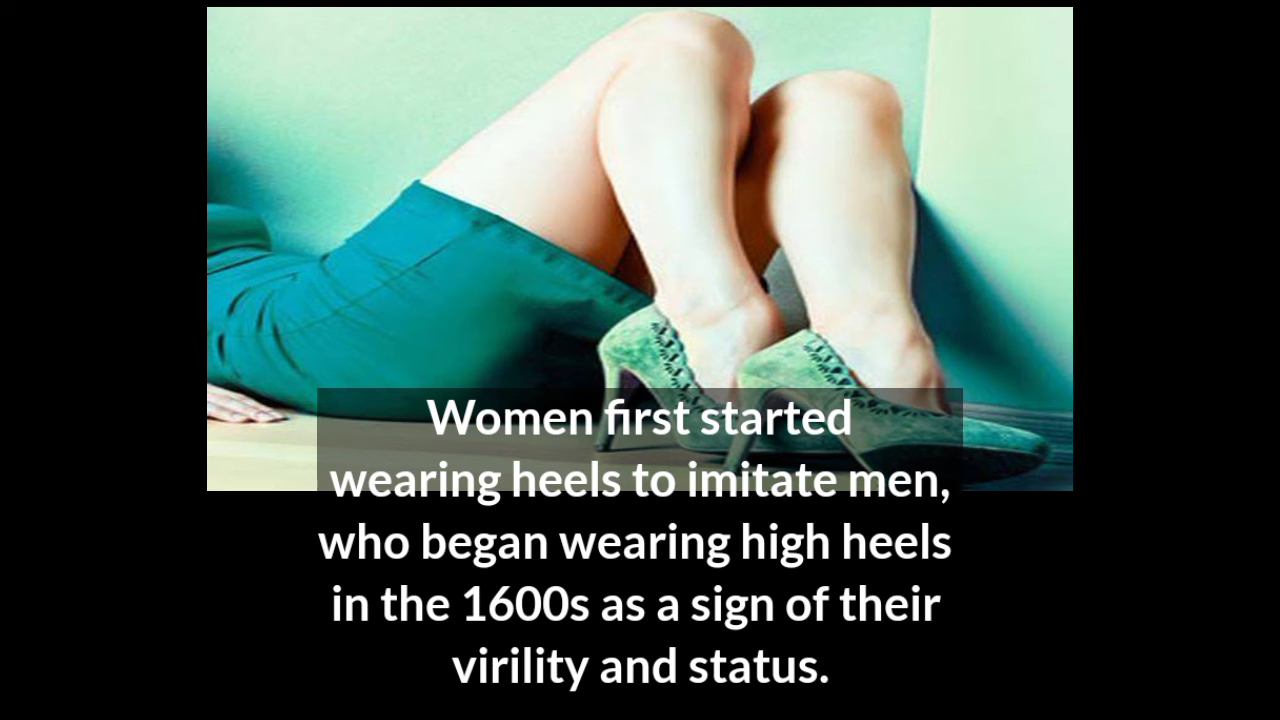 Women first started
wearing heels to imitate men,
who began wearing high heels
in the 1600s as a sign of their
virility and status.